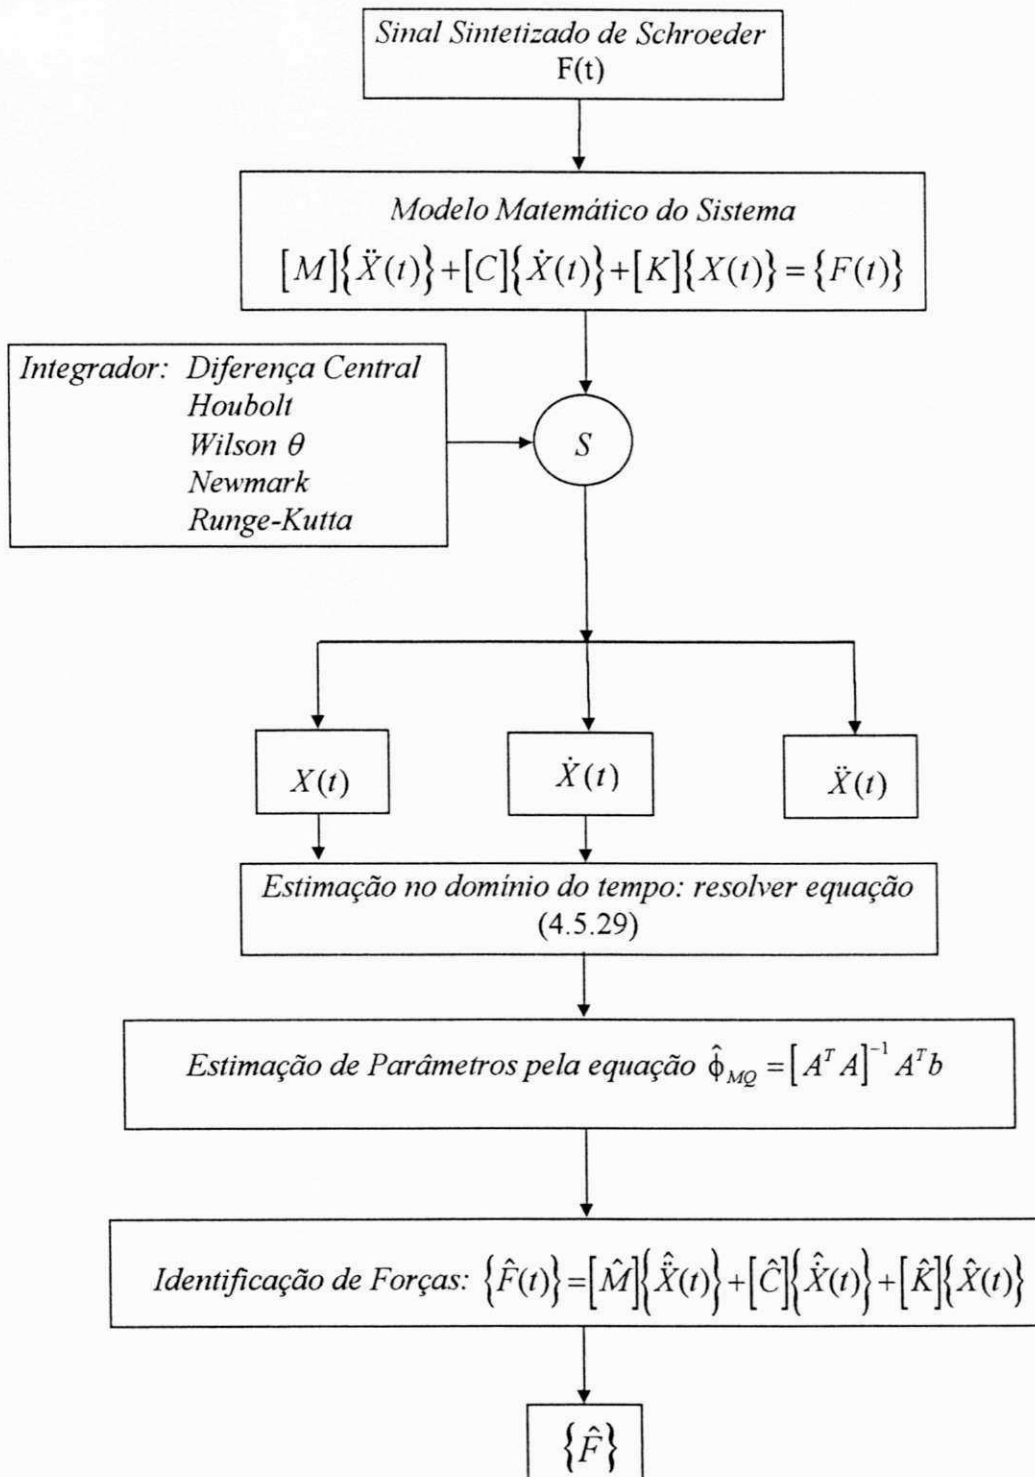 Sinal Sintetizado de Schroeder
F(t)
Modelo Matemático do Sistema
[M]{Ẍ(t)}+[C]{Ẋ(t)}+[K]{X(t)}={F(t)}
Integrador: Diferença Central
Houbolt
Wilson θ
Newmark
Runge-Kutta
S
X(t)
Ẋ(t)
Ẍ(t)
Estimação no domínio do tempo: resolver equação
(4.5.29)
Estimação de Parâmetros pela equação ϕ̂_MQ = [A^T A]^-1 A^T b
Identificação de Forças: {F̂(t)}=[M̂]{Ẍ̂(t)}+[Ĉ]{Ẋ̂(t)}+[K̂]{X̂(t)}
{F̂}